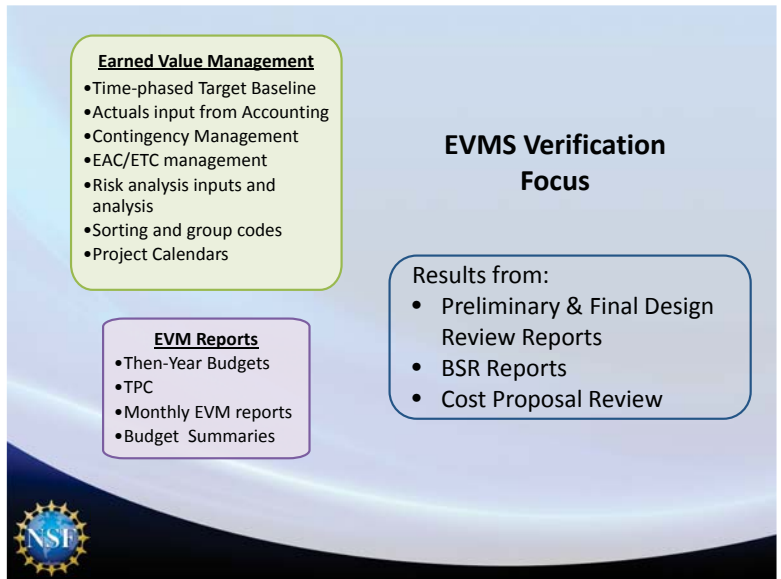 Earned Value Management
•Time-phased Target Baseline
•Actuals input from Accounting
•Contingency Management
•EAC/ETC management
•Risk analysis inputs and
analysis
•Sorting and group codes
•Project Calendars
EVM Reports
•Then-Year Budgets
•TPC
•Monthly EVM reports
•Budget  Summaries
EVMS Verification
Focus
Results from:
• Preliminary & Final Design
Review Reports
• BSR Reports
• Cost Proposal Review
NSF